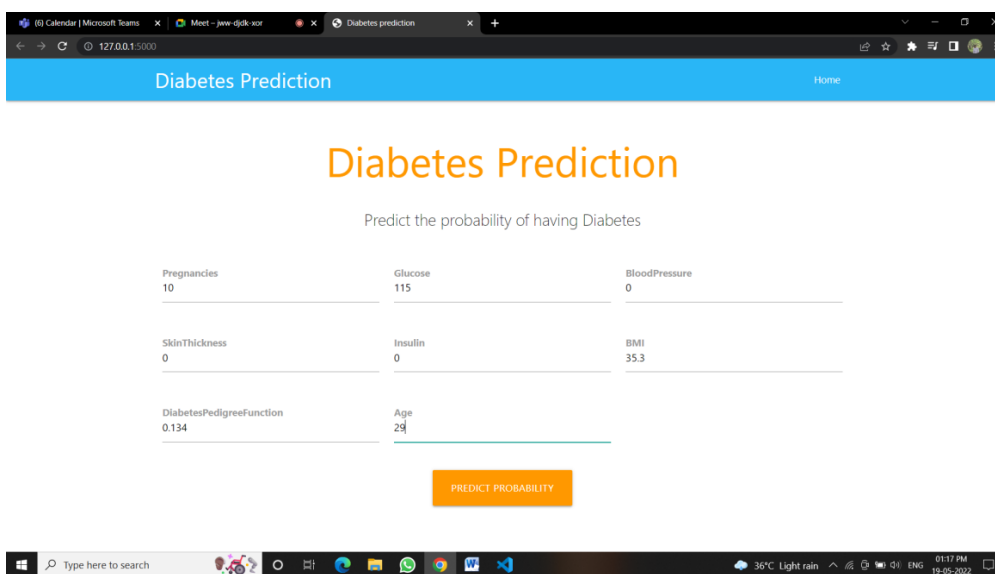 (6) Calendar | Microsoft Teams Meet – jww-djdk-xor Diabetes prediction
127.0.0.1:5000
Diabetes Prediction Home
Diabetes Prediction
Predict the probability of having Diabetes
Pregnancies Glucose BloodPressure
10 115 0
SkinThickness Insulin BMI
0 0 35.3
DiabetesPedigreeFunction Age
0.134 29
PREDICT PROBABILITY
Type here to search 36°C Light rain ENG 01:17 PM
19-05-2022